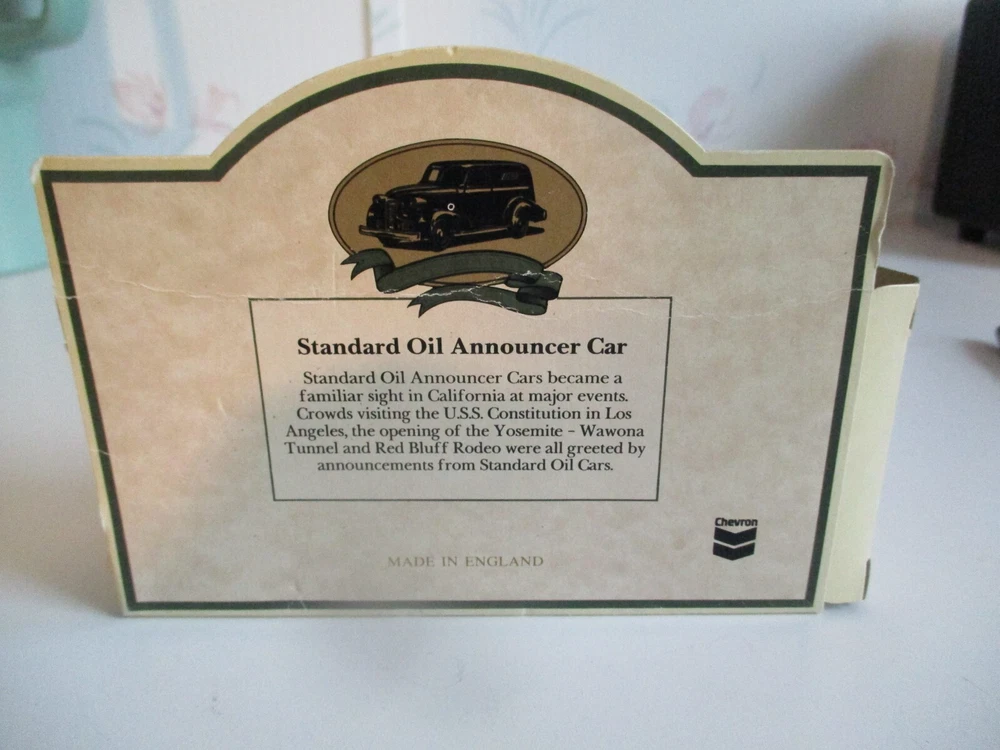 Standard Oil Announcer Car
Standard Oil Announcer Cars became a
familiar sight in California at major events.
Crowds visiting the U.S.S. Constitution in Los
Angeles, the opening of the Yosemite - Wawona
Tunnel and Red Bluff Rodeo were all greeted by
announcements from Standard Oil Cars.
Chevron
MADE IN ENGLAND